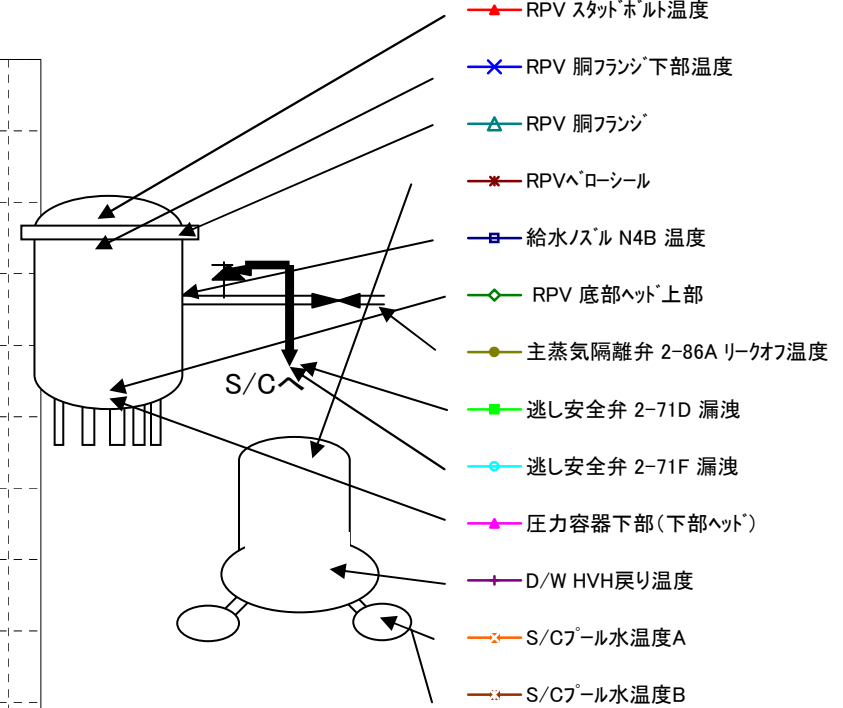 RPV ｽﾀｯﾄﾞﾎﾞﾙﾄ温度
RPV 胴ﾌﾗﾝｼﾞ下部温度
RPV 胴ﾌﾗﾝｼﾞ
RPVﾍﾞﾛｰｼｰﾙ
給水ﾉｽﾞﾙ N4B 温度
RPV 底部ﾍｯﾄﾞ上部
主蒸気隔離弁 2-86A ﾘｰｸｵﾌ温度
S/Cへ
逃し安全弁 2-71D 漏洩
逃し安全弁 2-71F 漏洩
圧力容器下部（下部ﾍｯﾄﾞ）
D/W HVH戻り温度
S/Cﾌﾟｰﾙ水温度A
S/Cﾌﾟｰﾙ水温度B